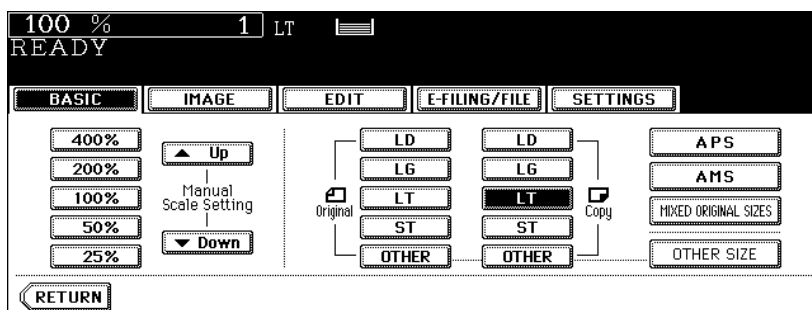 100 % 1 LT
READY
BASIC IMAGE EDIT E-FILING/FILE SETTINGS
400%
200%
100%
50%
25%
Up
Manual
Scale Setting
Down
Original
LD
LG
LT
ST
OTHER
LD
LG
LT
ST
OTHER
Copy
APS
AMS
MIXED ORIGINAL SIZES
OTHER SIZE
RETURN